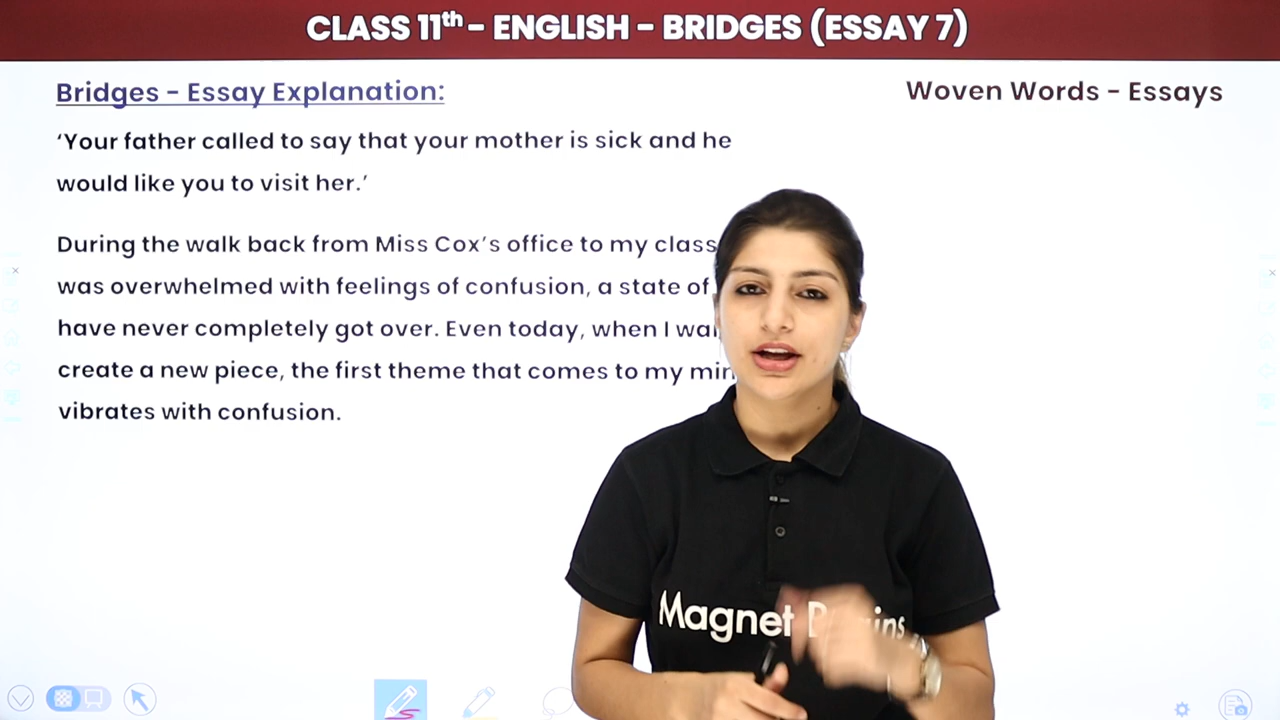 CLASS 11th - ENGLISH - BRIDGES (ESSAY 7)
Bridges - Essay Explanation:
Woven Words - Essays
‘Your father called to say that your mother is sick and he
would like you to visit her.’
During the walk back from Miss Cox’s office to my class
was overwhelmed with feelings of confusion, a state of
have never completely got over. Even today, when I
create a new piece, the first theme that comes to my
vibrates with confusion.
Magnet